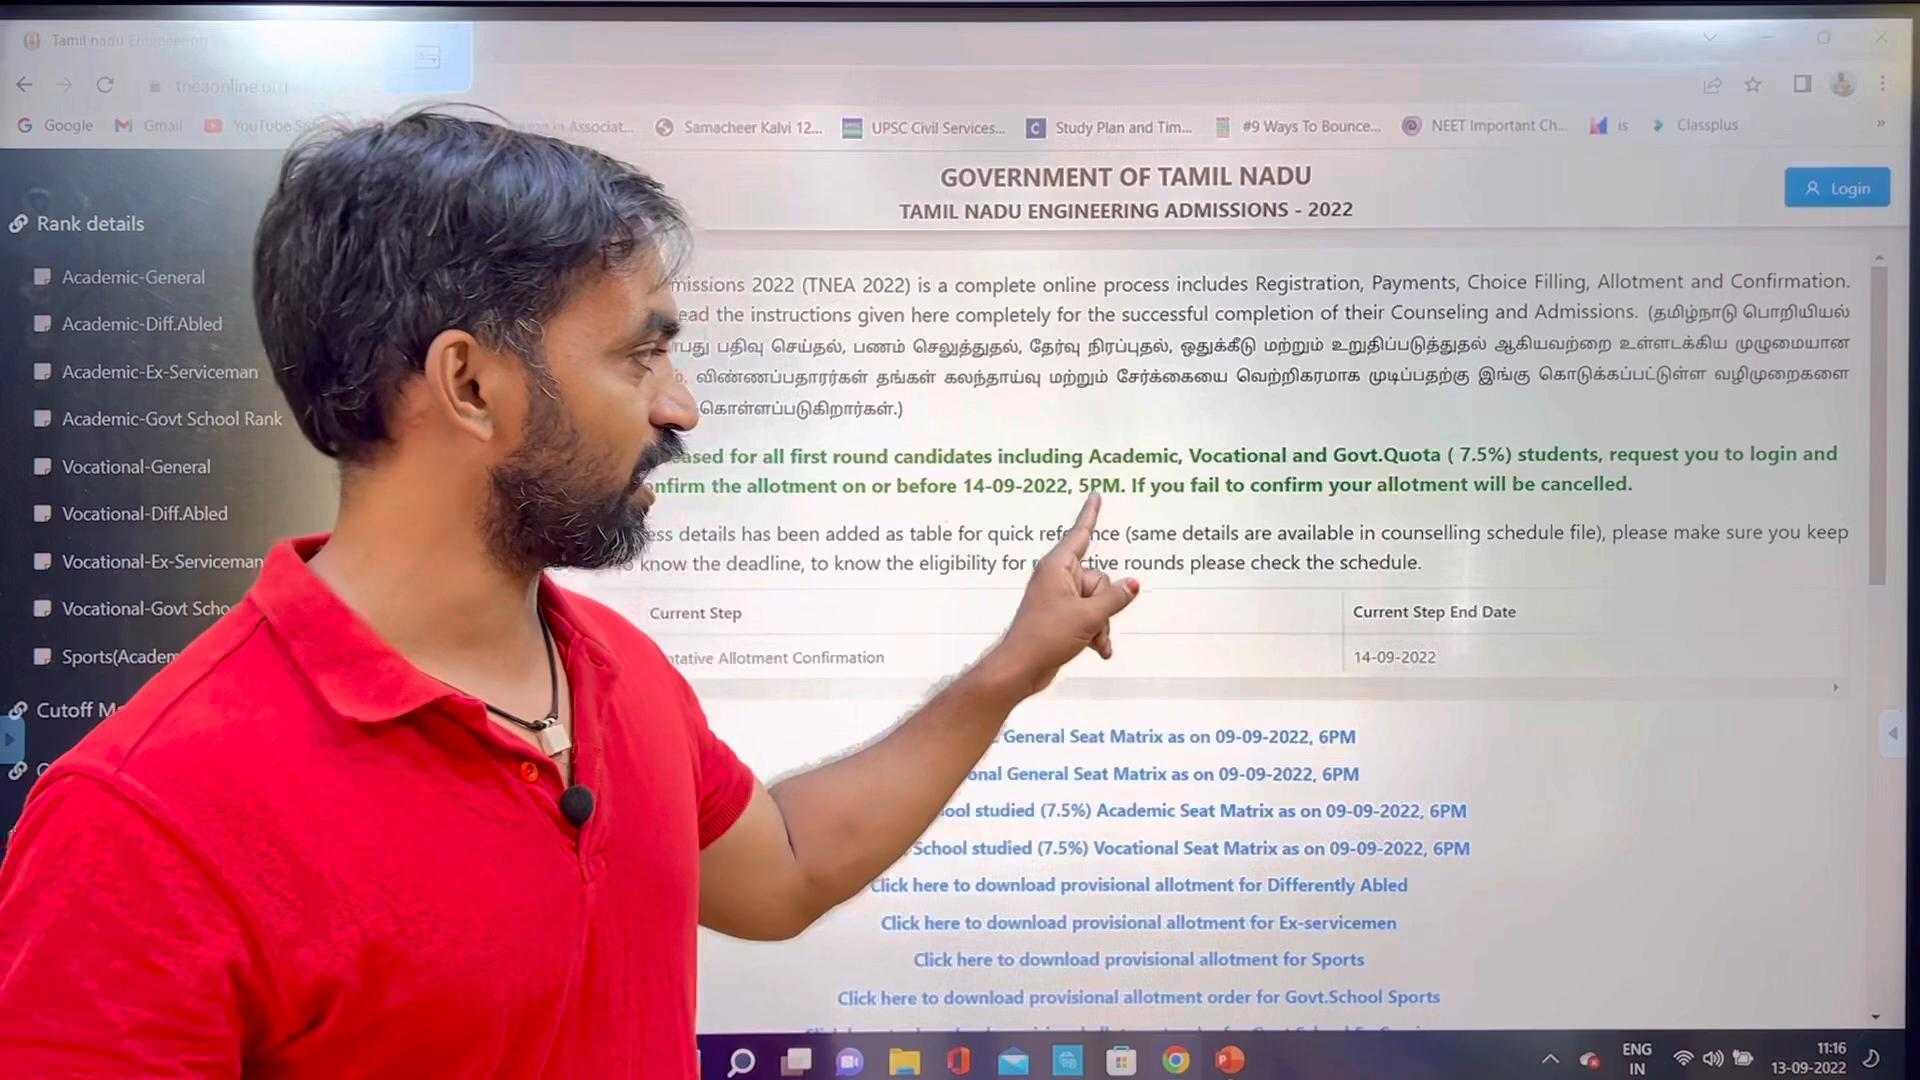 Tamil nadu Engineering
tneaonline.org
Google Gmail YouTube in Associat... Samacheer Kalvi 12... UPSC Civil Services... Study Plan and Tim... #9 Ways To Bounce... NEET Important Ch... is Classplus »
GOVERNMENT OF TAMIL NADU
TAMIL NADU ENGINEERING ADMISSIONS - 2022
Login
Rank details
Academic-General
Academic-Diff.Abled
Academic-Ex-Serviceman
Academic-Govt School Rank
Vocational-General
Vocational-Diff.Abled
Vocational-Ex-Serviceman
Vocational-Govt Scho
Sports(Academ
Cutoff M
missions 2022 (TNEA 2022) is a complete online process includes Registration, Payments, Choice Filling, Allotment and Confirmation.
ead the instructions given here completely for the successful completion of their Counseling and Admissions. (தமிழ்நாடு பொறியியல்
பதிவு செய்தல், பணம் செலுத்துதல், தேர்வு நிரப்புதல், ஒதுக்கீடு மற்றும் உறுதிப்படுத்துதல் ஆகியவற்றை உள்ளடக்கிய முழுமையான
விண்ணப்பதாரர்கள் தங்கள் கலந்தாய்வு மற்றும் சேர்க்கையை வெற்றிகரமாக முடிப்பதற்கு இங்கு கொடுக்கப்பட்டுள்ள வழிமுறைகளை
கொள்ளப்படுகிறார்கள்.)
eased for all first round candidates including Academic, Vocational and Govt.Quota ( 7.5%) students, request you to login and
onfirm the allotment on or before 14-09-2022, 5PM. If you fail to confirm your allotment will be cancelled.
ess details has been added as table for quick reference (same details are available in counselling schedule file), please make sure you keep
o know the deadline, to know the eligibility for respective rounds please check the schedule.
Current Step Current Step End Date
ntative Allotment Confirmation 14-09-2022
General Seat Matrix as on 09-09-2022, 6PM
onal General Seat Matrix as on 09-09-2022, 6PM
ool studied (7.5%) Academic Seat Matrix as on 09-09-2022, 6PM
School studied (7.5%) Vocational Seat Matrix as on 09-09-2022, 6PM
Click here to download provisional allotment for Differently Abled
Click here to download provisional allotment for Ex-servicemen
Click here to download provisional allotment for Sports
Click here to download provisional allotment order for Govt.School Sports
ENG
IN
11:16
13-09-2022